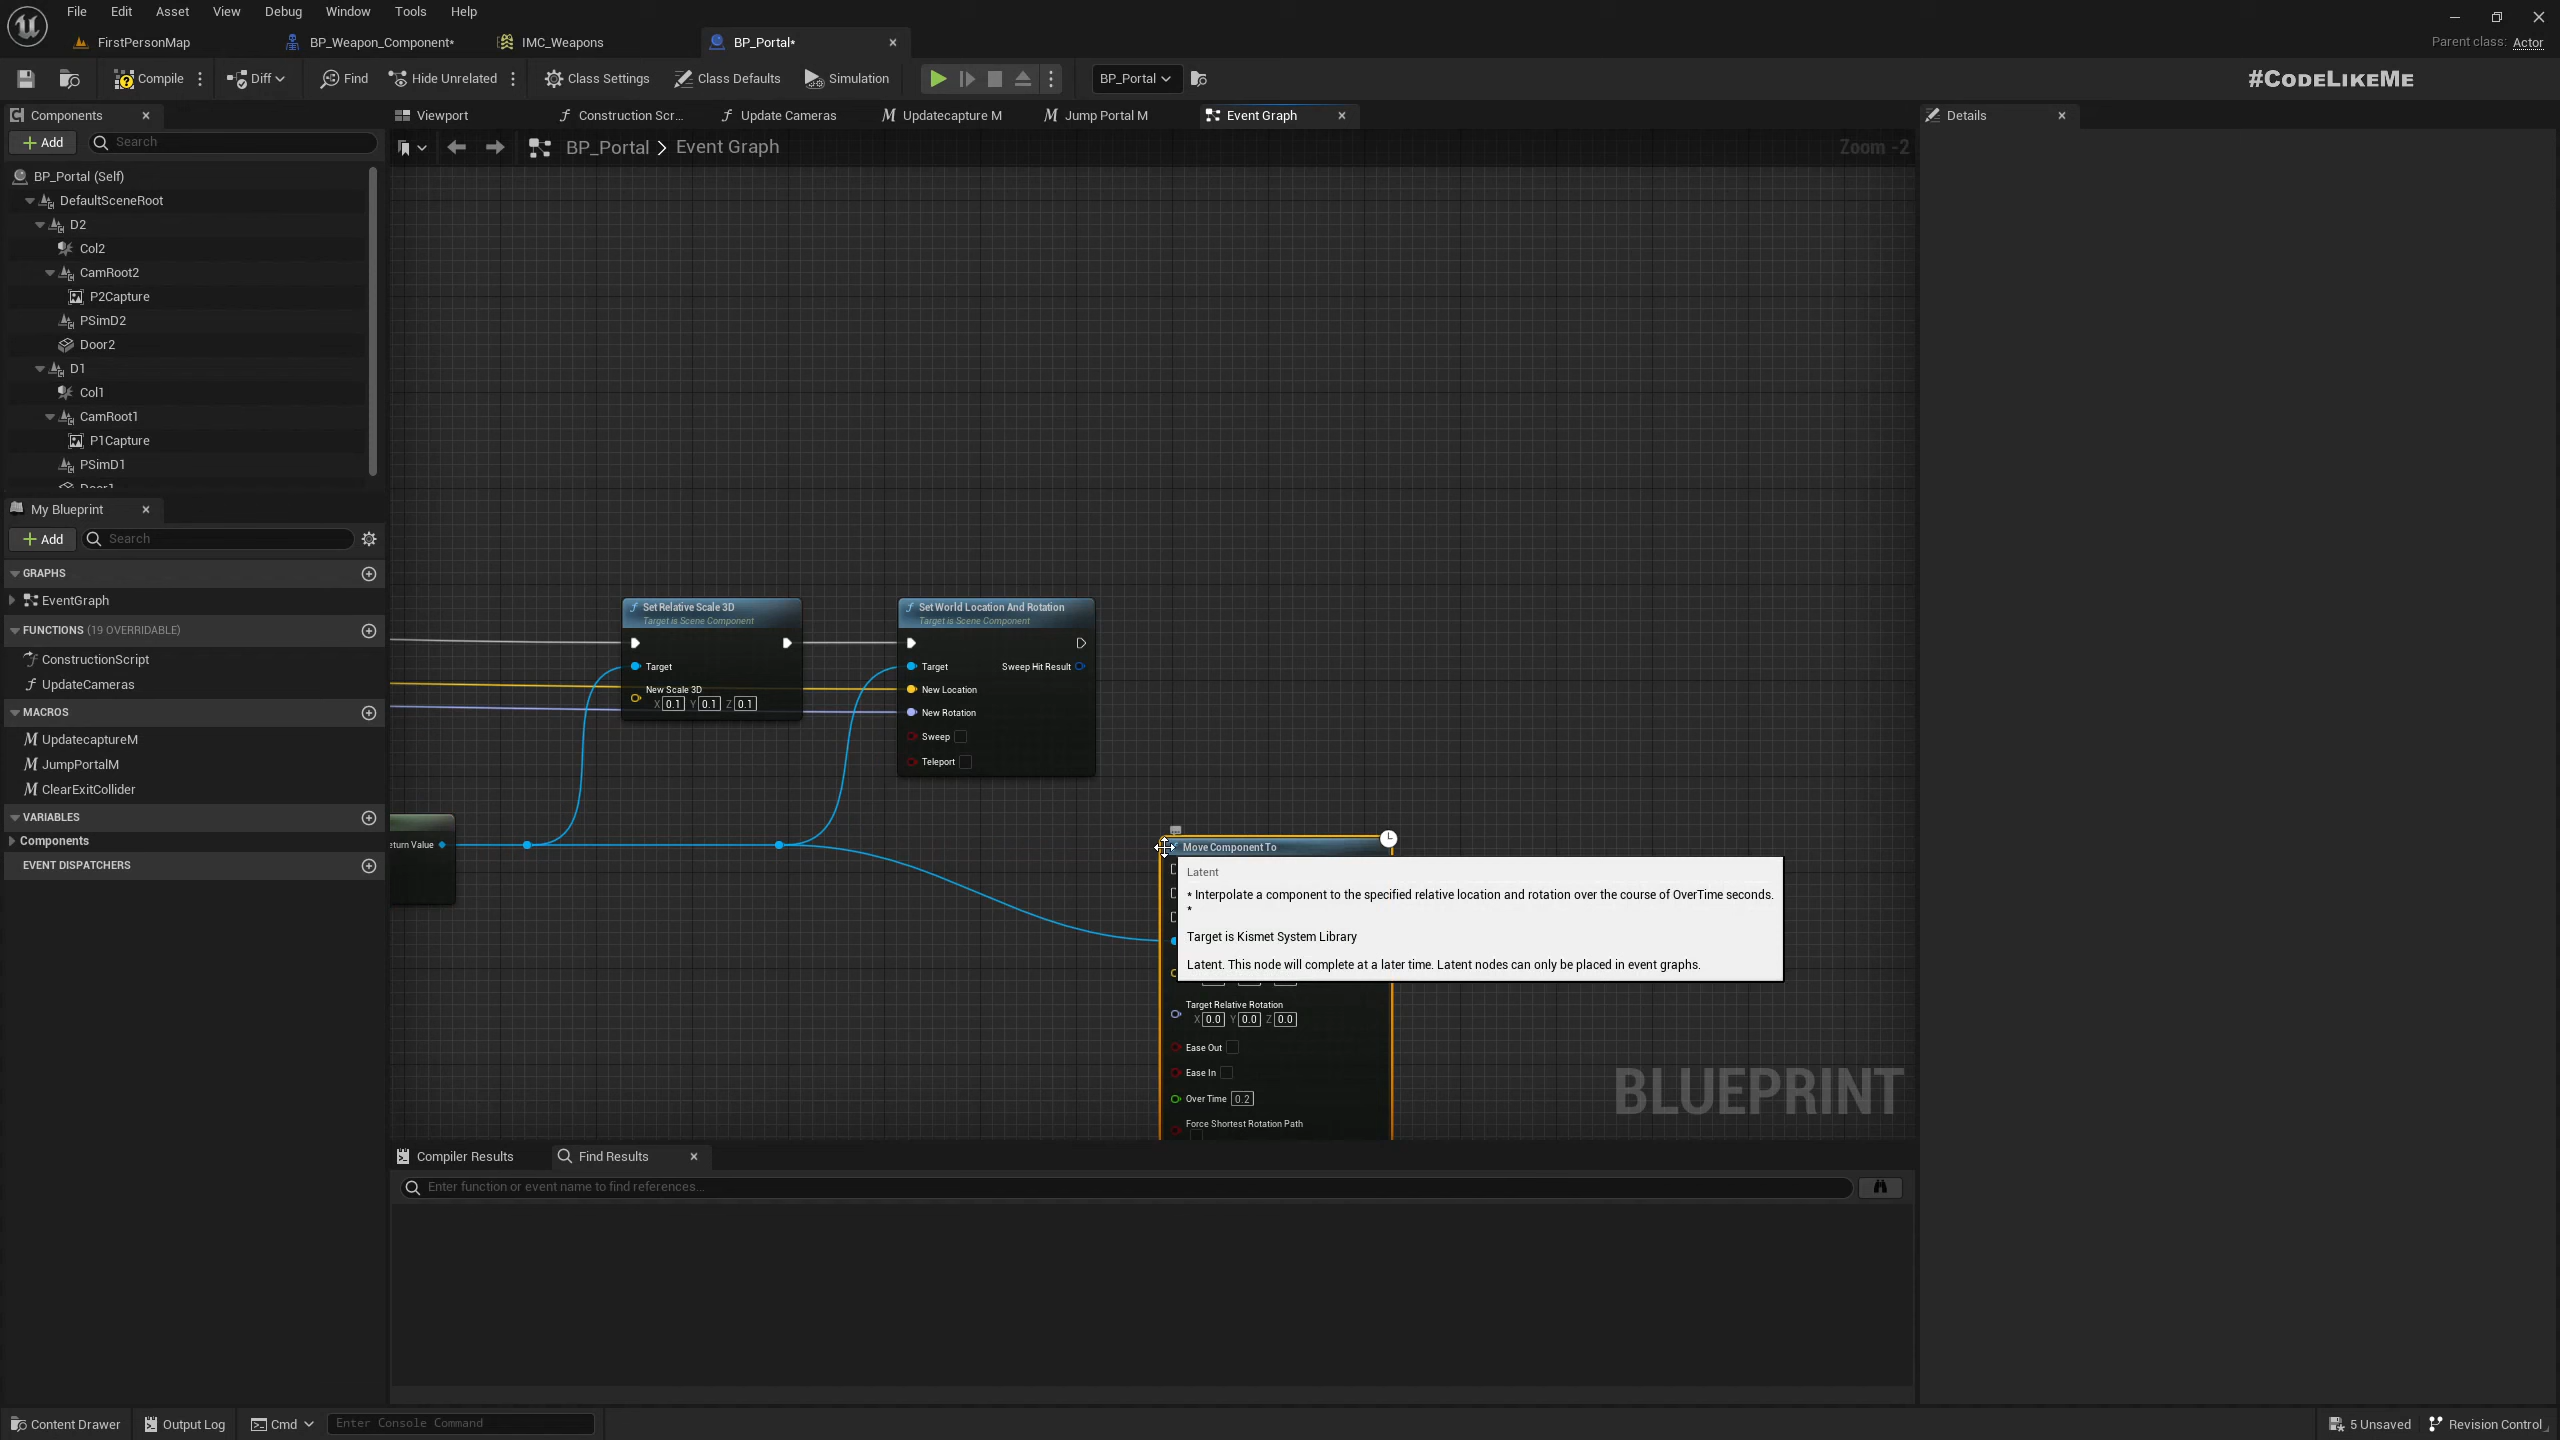 File Edit Asset View Debug Window Tools Help
FirstPersonMap BP_Weapon_Component* IMC_Weapons BP_Portal* Parent class: Actor
Compile Diff Find Hide Unrelated Class Settings Class Defaults Simulation BP_Portal #CODELIKEME
Components
Add Search
BP_Portal (Self)
DefaultSceneRoot
D2
Col2
CamRoot2
P2Capture
PSimD2
Door2
D1
Col1
CamRoot1
P1Capture
PSimD1
My Blueprint
Add Search
GRAPHS
EventGraph
FUNCTIONS (19 OVERRIDABLE)
ConstructionScript
UpdateCameras
MACROS
UpdatecaptureM
JumpPortalM
ClearExitCollider
VARIABLES
Components
EVENT DISPATCHERS
Viewport Construction Scr... Update Cameras Updatecapture M Jump Portal M Event Graph
BP_Portal > Event Graph Zoom -2
Set Relative Scale 3D
Target is Scene Component
Target
New Scale 3D
X 0.1 Y 0.1 Z 0.1
Set World Location And Rotation
Target is Scene Component
Target Sweep Hit Result
New Location
New Rotation
Sweep
Teleport
eturn Value
Move Component To
Latent
* Interpolate a component to the specified relative location and rotation over the course of OverTime seconds.
*
Target is Kismet System Library
Latent. This node will complete at a later time. Latent nodes can only be placed in event graphs.
Target Relative Rotation
X 0.0 Y 0.0 Z 0.0
Ease Out
Ease In
Over Time 0.2
Force Shortest Rotation Path
BLUEPRINT
Compiler Results Find Results
Enter function or event name to find references...
Details
Content Drawer Output Log Cmd Enter Console Command 5 Unsaved Revision Control